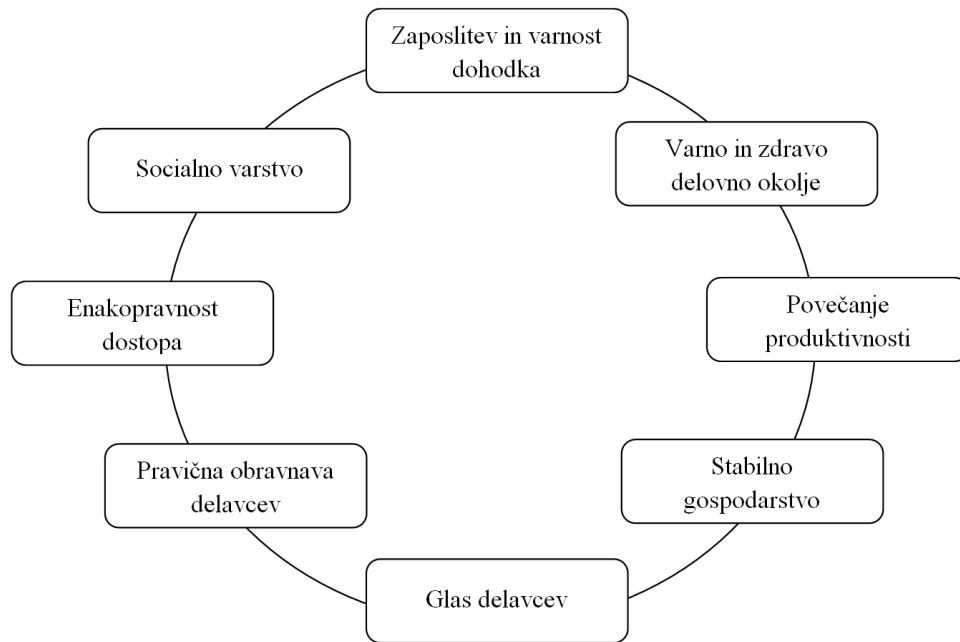 Zaposlitev in varnost
dohodka
Varno in zdravo
delovno okolje
Povečanje
produktivnosti
Stabilno
gospodarstvo
Glas delavcev
Pravična obravnava
delavcev
Enakopravnost
dostopa
Socialno varstvo